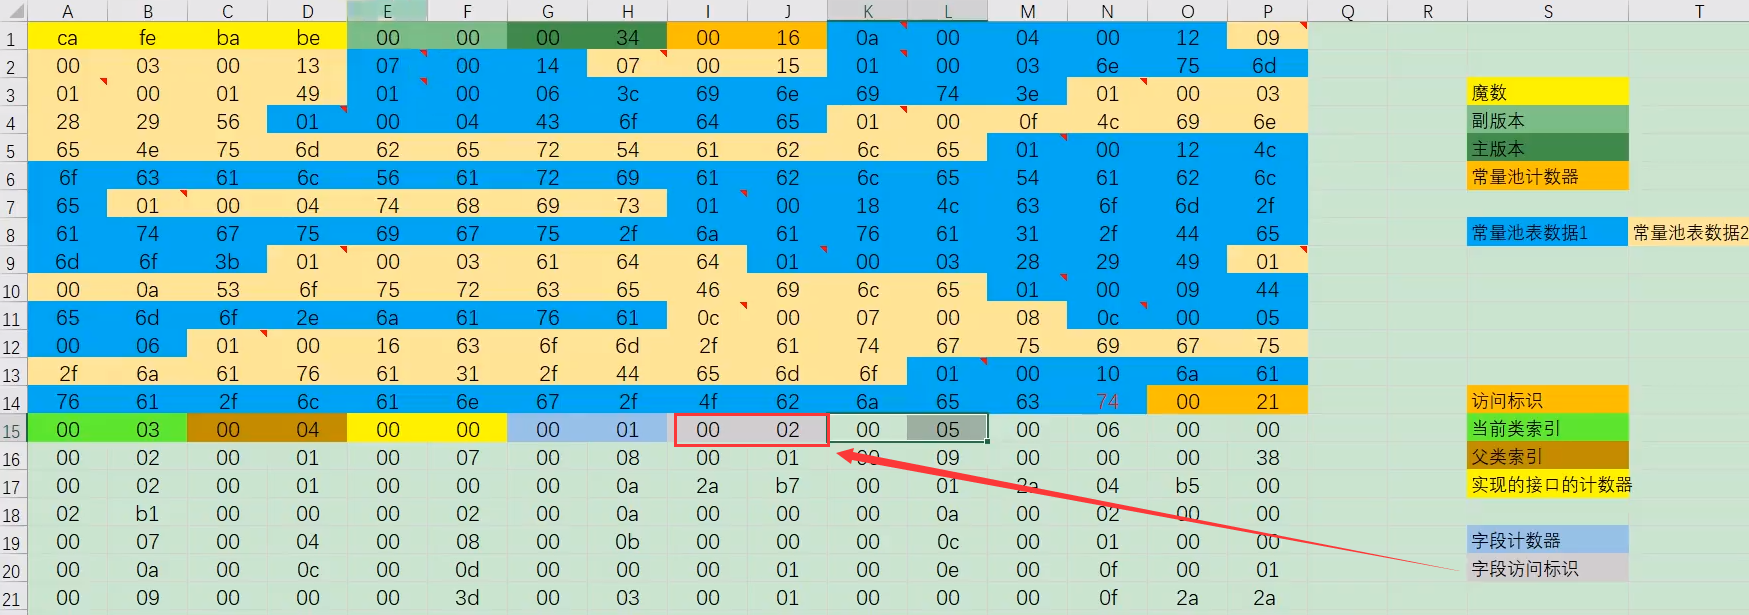 A B C D E F G H I J K L M N O P Q R S T
1 ca fe ba be 00 00 00 34 00 16 0a 00 04 00 12 09
2 00 03 00 13 07 00 14 07 00 15 01 00 03 6e 75 6d
3 01 00 01 49 01 00 06 3c 69 6e 69 74 3e 01 00 03 魔数
4 28 29 56 01 00 04 43 6f 64 65 01 00 0f 4c 69 6e 副版本
5 65 4e 75 6d 62 65 72 54 61 62 6c 65 01 00 12 4c 主版本
6 6f 63 61 6c 56 61 72 69 61 62 6c 65 54 61 62 6c 常量池计数器
7 65 01 00 04 74 68 69 73 01 00 18 4c 63 6f 6d 2f
8 61 74 67 75 69 67 75 2f 6a 61 76 61 31 2f 44 65 常量池表数据1 常量池表数据2
9 6d 6f 3b 01 00 03 61 64 64 01 00 03 28 29 49 01
10 00 0a 53 6f 75 72 63 65 46 69 6c 65 01 00 09 44
11 65 6d 6f 2e 6a 61 76 61 0c 00 07 00 08 0c 00 05
12 00 06 01 00 16 63 6f 6d 2f 61 74 67 75 69 67 75
13 2f 6a 61 76 61 31 2f 44 65 6d 6f 01 00 10 6a 61
14 76 61 2f 6c 61 6e 67 2f 4f 62 6a 65 63 74 00 21 访问标识
15 00 03 00 04 00 00 00 01 00 02 00 05 00 06 00 00 当前类索引
16 00 02 00 01 00 07 00 08 00 01 00 09 00 00 00 38 父类索引
17 00 02 00 01 00 00 00 0a 2a b7 00 01 2a 04 b5 00 实现的接口的计数器
18 02 b1 00 00 00 02 00 0a 00 00 00 0a 00 02 00 00
19 00 07 00 04 00 08 00 0b 00 00 00 0c 00 01 00 00 字段计数器
20 00 0a 00 0c 00 0d 00 00 00 01 00 0e 00 0f 00 01 字段访问标识
21 00 09 00 00 00 3d 00 03 00 01 00 00 00 0f 2a 2a